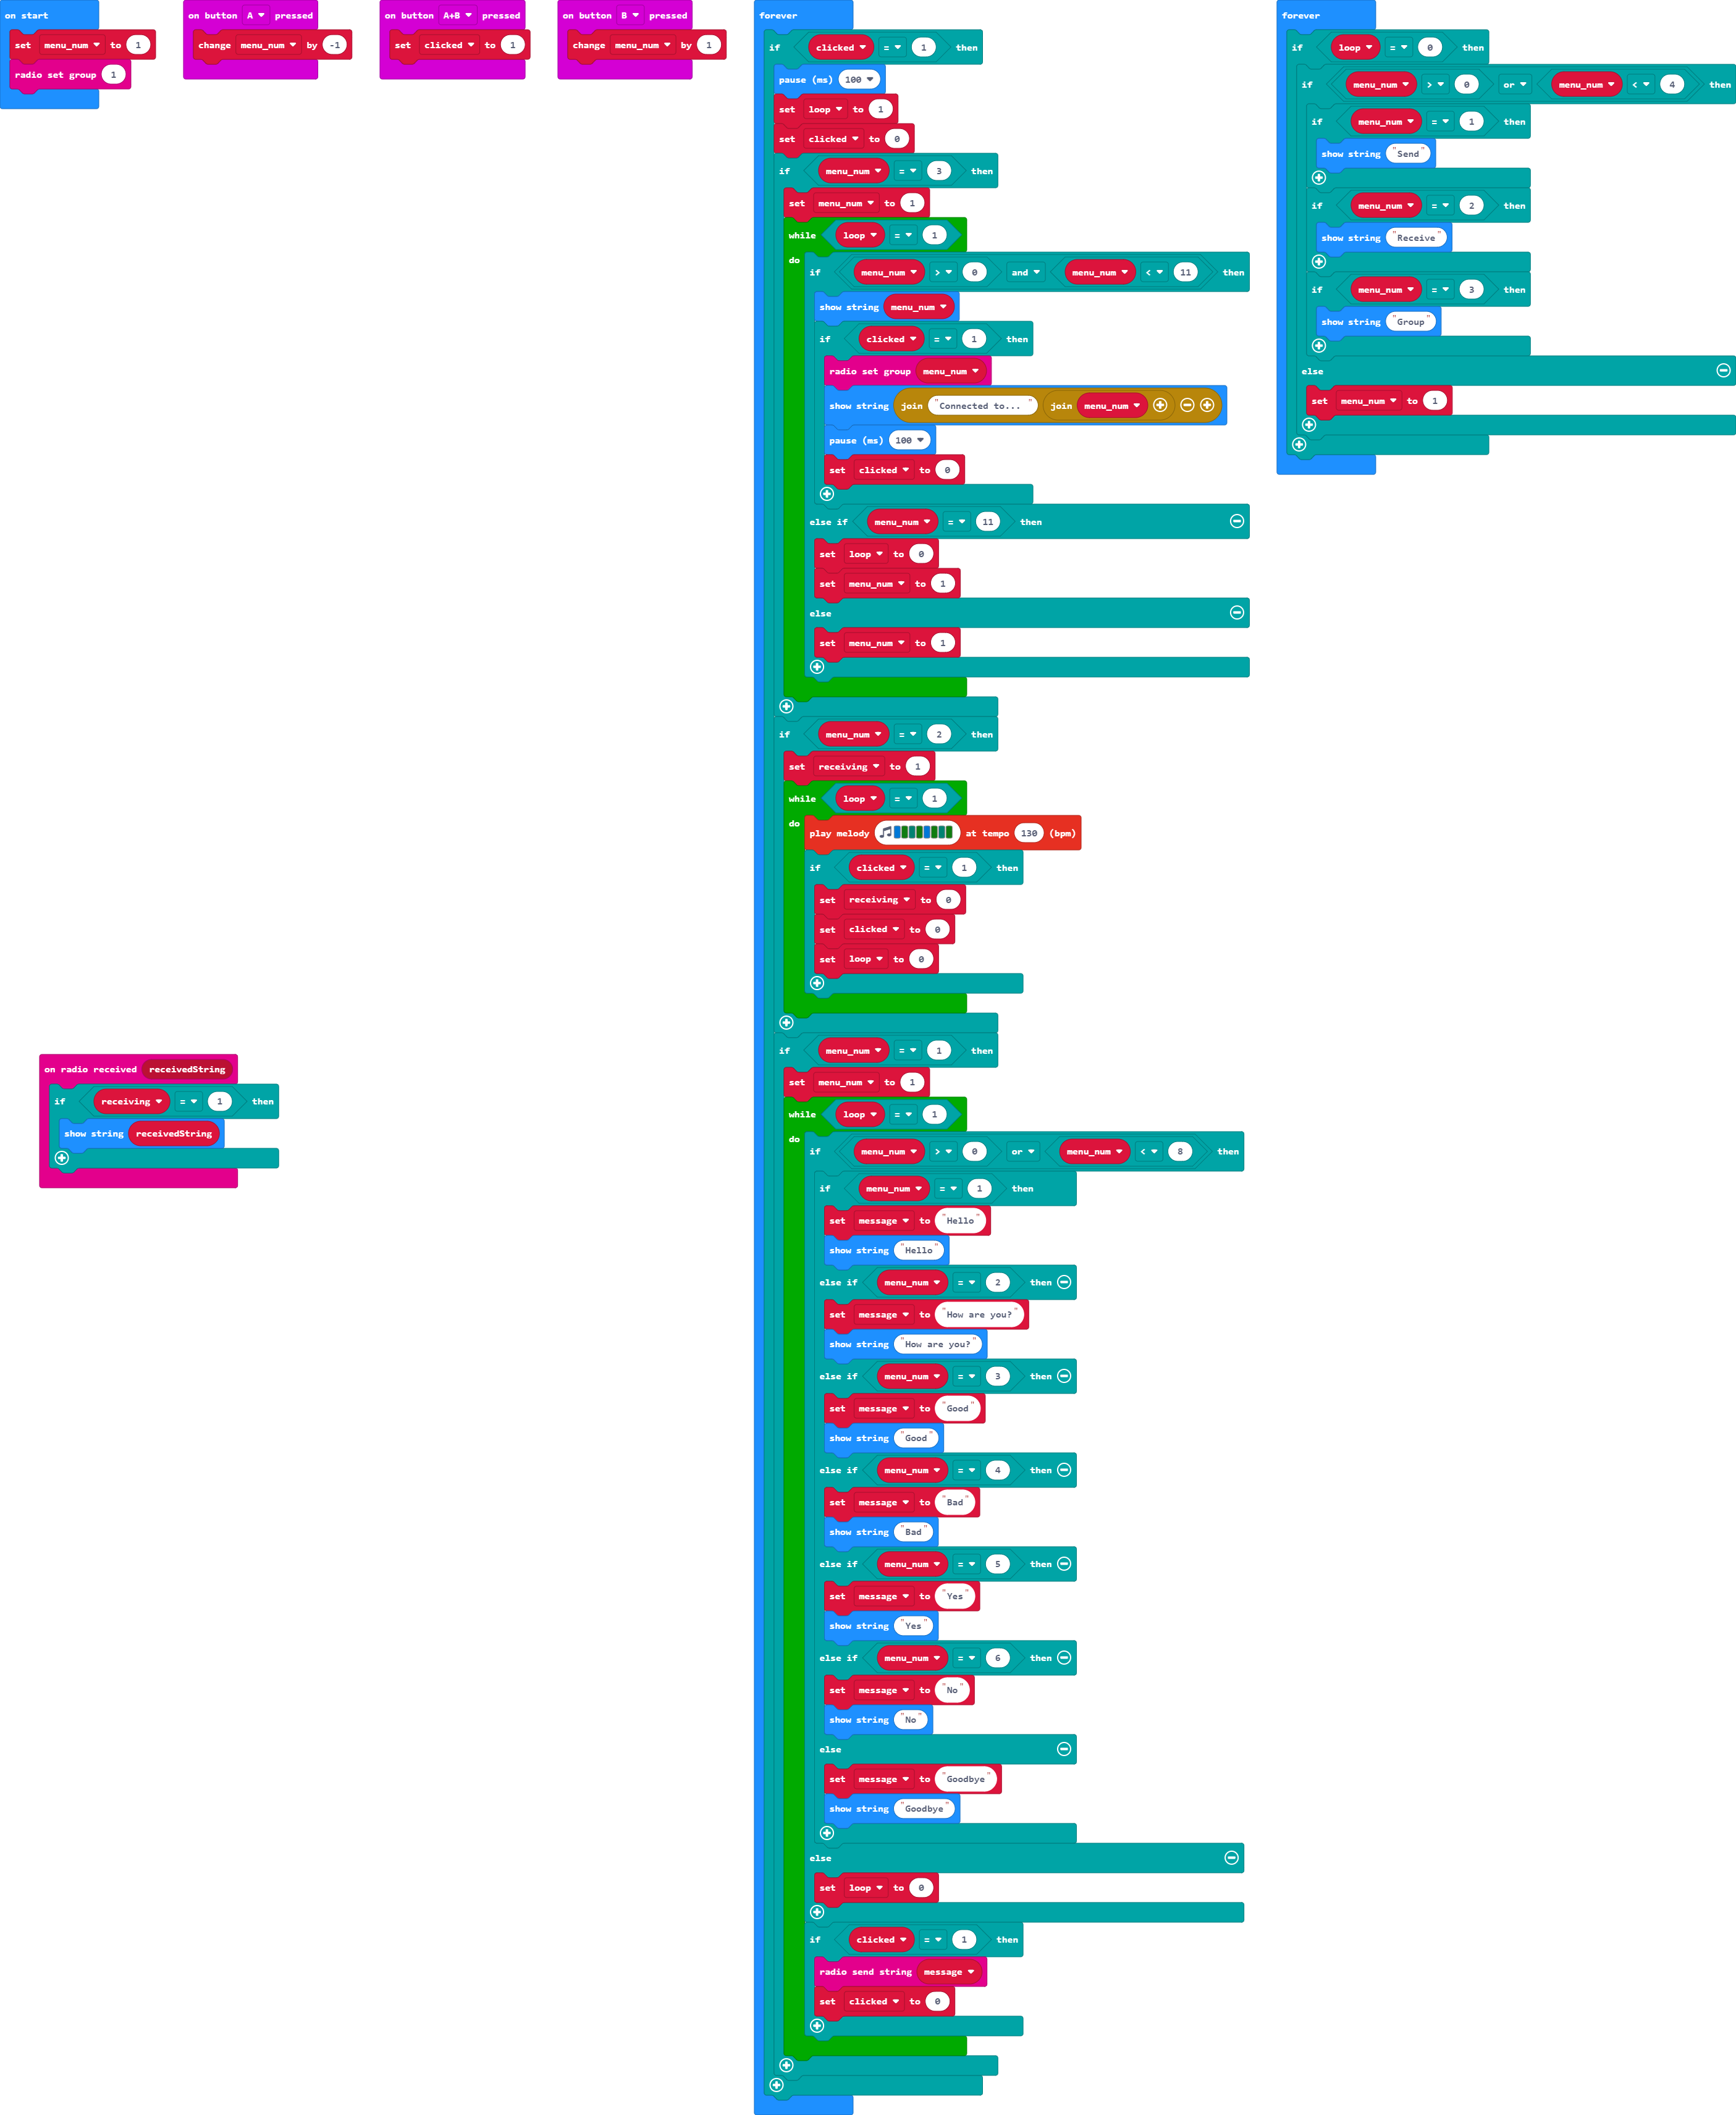 on start
set menu_num to 1
radio set group 1
on button A pressed
change menu_num by -1
on button A+B pressed
set clicked to 1
on button B pressed
change menu_num by 1
forever
if clicked = 1 then
pause (ms) 100
set loop to 1
set clicked to 0
if menu_num = 3 then
set menu_num to 1
while loop = 1
do if menu_num > 0 and menu_num < 11 then
show string menu_num
if clicked = 1 then
radio set group menu_num
show string join "Connected to... " join menu_num
pause (ms) 100
set clicked to 0
else if menu_num = 11 then
set loop to 0
set menu_num to 1
else
set menu_num to 1
if menu_num = 2 then
set receiving to 1
while loop = 1
do play melody at tempo 130 (bpm)
if clicked = 1 then
set receiving to 0
set clicked to 0
set loop to 0
if menu_num = 1 then
set menu_num to 1
while loop = 1
do if menu_num > 0 or menu_num < 8 then
if menu_num = 1 then
set message to "Hello"
show string "Hello"
else if menu_num = 2 then
set message to "How are you?"
show string "How are you?"
else if menu_num = 3 then
set message to "Good"
show string "Good"
else if menu_num = 4 then
set message to "Bad"
show string "Bad"
else if menu_num = 5 then
set message to "Yes"
show string "Yes"
else if menu_num = 6 then
set message to "No"
show string "No"
else
set message to "Goodbye"
show string "Goodbye"
else
set loop to 0
if clicked = 1 then
radio send string message
set clicked to 0
forever
if loop = 0 then
if menu_num > 0 or menu_num < 4 then
if menu_num = 1 then
show string "Send"
if menu_num = 2 then
show string "Receive"
if menu_num = 3 then
show string "Group"
else
set menu_num to 1
on radio received receivedString
if receiving = 1 then
show string receivedString